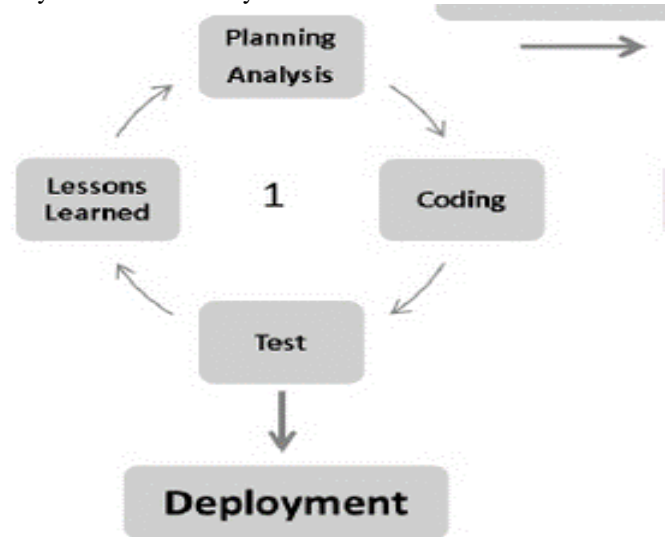 Planning
Analysis
Lessons
Learned
1
Coding
Test
Deployment